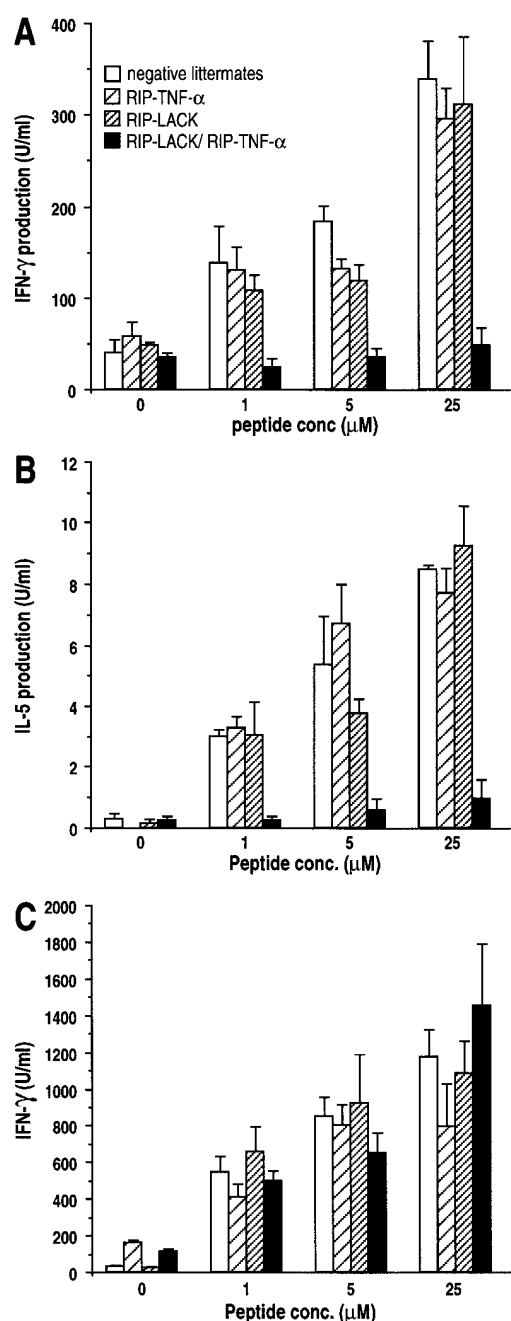 A
IFN-γ production (U/ml)
400
300
200
100
0
negative littermates
RIP-TNF-α
RIP-LACK
RIP-LACK/ RIP-TNF-α
0 1 5 25
peptide conc (μM)
B
IL-5 production (U/ml)
12
10
8
6
4
2
0
0 1 5 25
Peptide conc. (μM)
C
IFN-γ (U/ml)
2000
1800
1600
1400
1200
1000
800
600
400
200
0
0 1 5 25
Peptide conc. (μM)